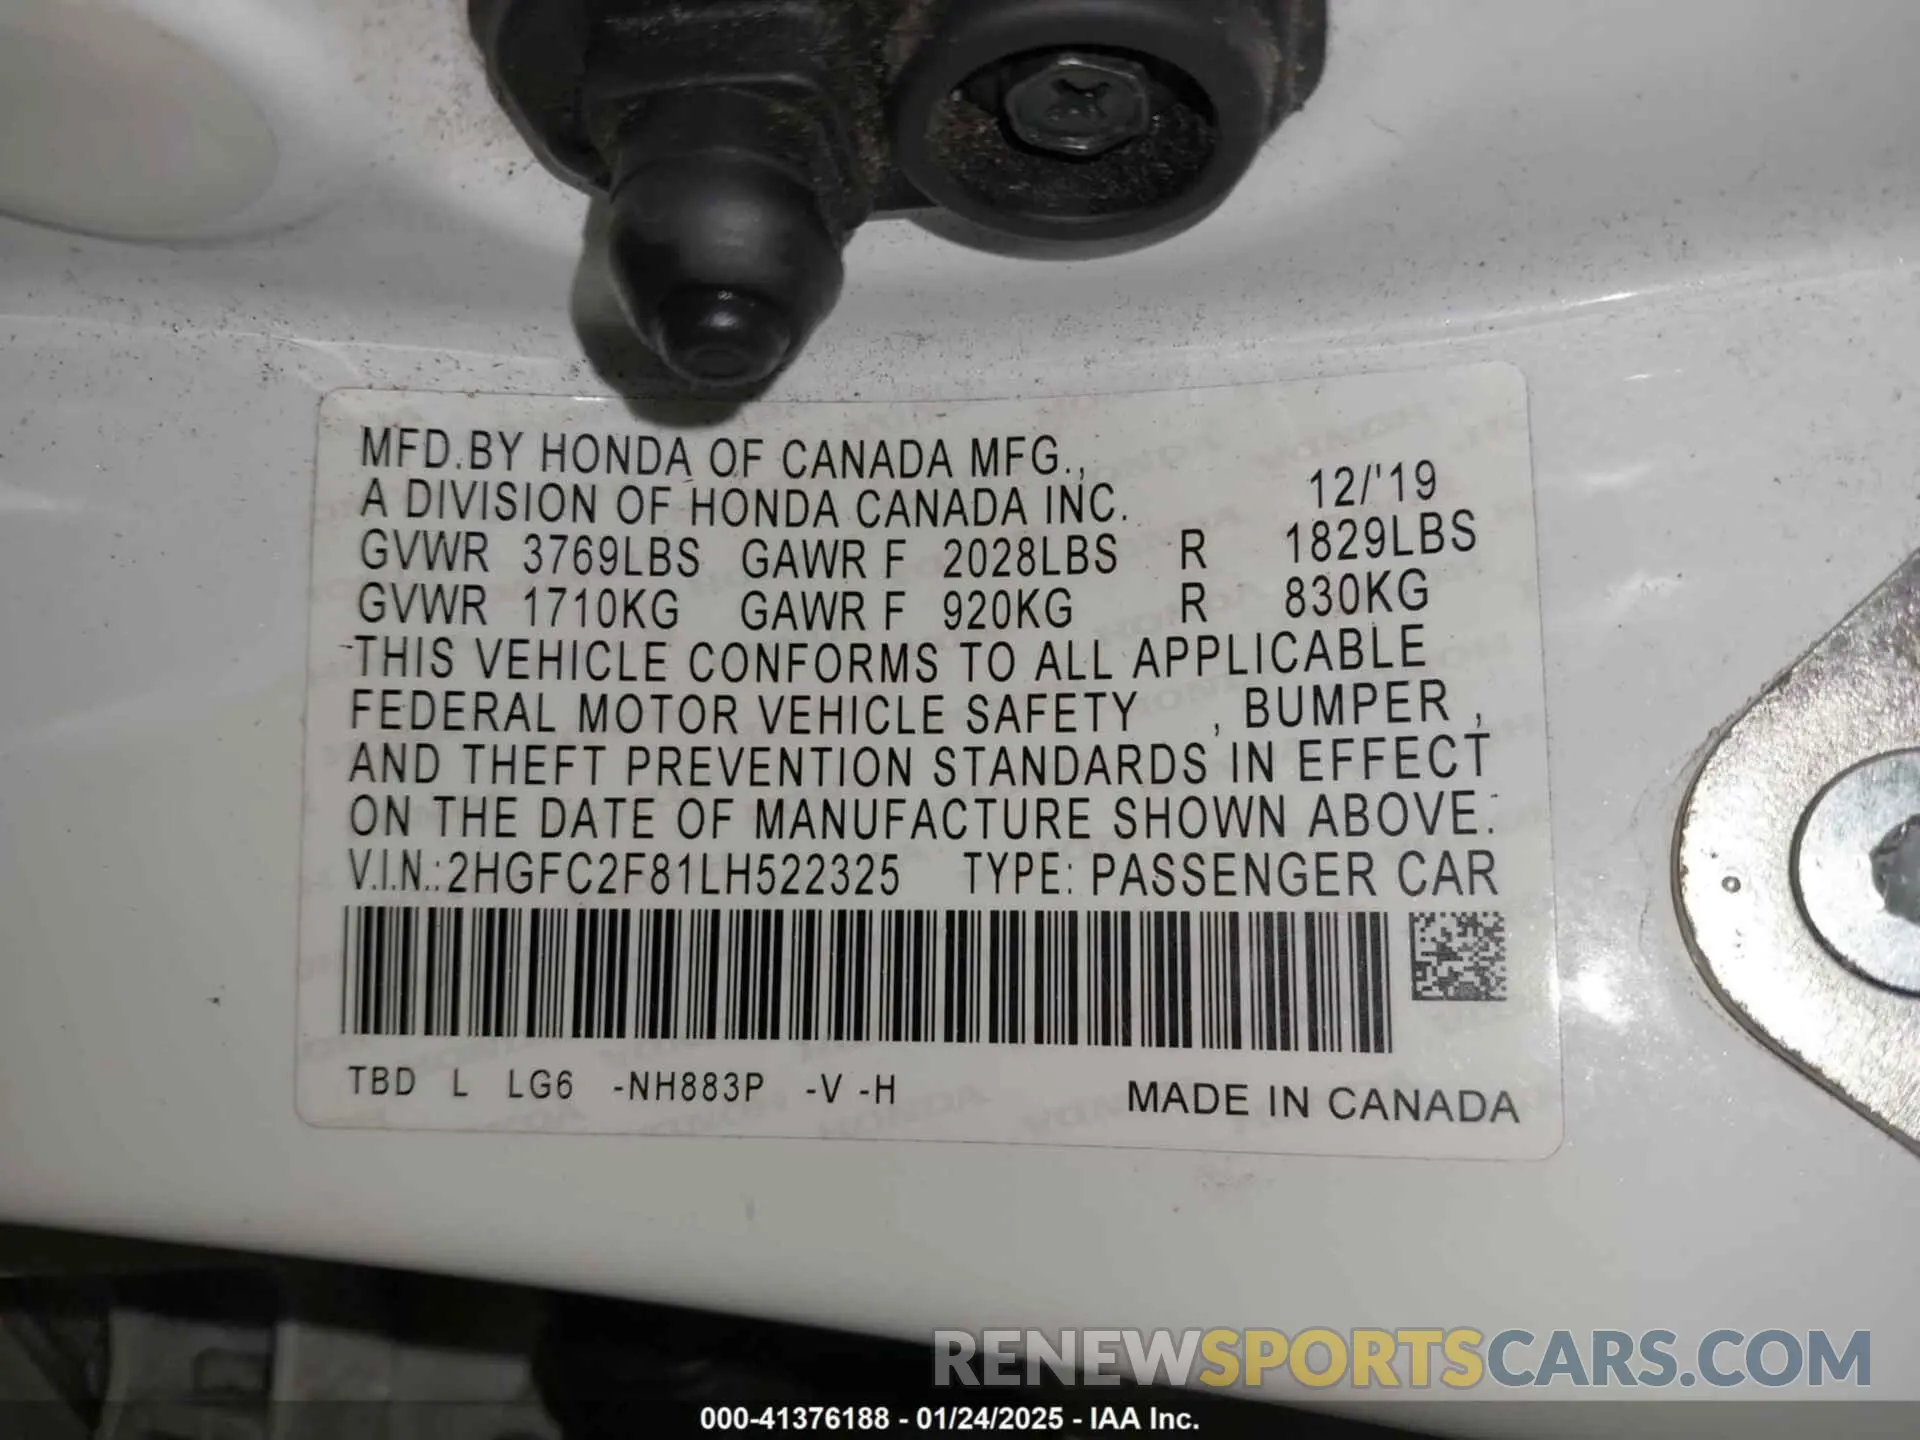 MFD.BY HONDA OF CANADA MFG.,
A DIVISION OF HONDA CANADA INC. 12/'19
GVWR 3769LBS GAWR F 2028LBS R 1829LBS
GVWR 1710KG GAWR F 920KG R 830KG
THIS VEHICLE CONFORMS TO ALL APPLICABLE
FEDERAL MOTOR VEHICLE SAFETY , BUMPER ,
AND THEFT PREVENTION STANDARDS IN EFFECT
ON THE DATE OF MANUFACTURE SHOWN ABOVE.
V.I.N.:2HGFC2F81LH522325 TYPE: PASSENGER CAR
TBD L LG6 -NH883P -V -H MADE IN CANADA
RENEWSPORTSCARS.COM
000-41376188 - 01/24/2025 - IAA Inc.